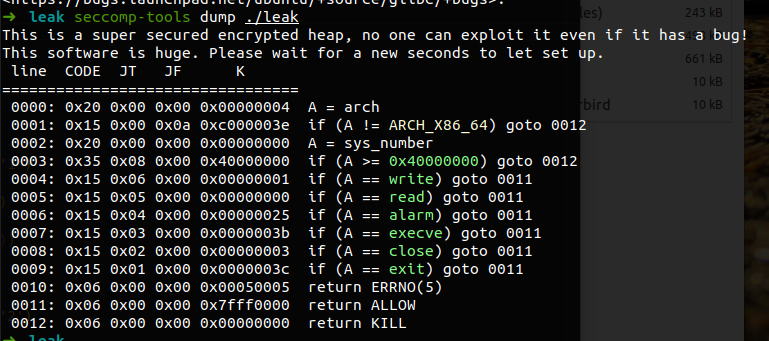 <https://bugs.launchpad.net/ubuntu/+source/glibc/+bugs>.
→ leak seccomp-tools dump ./leak
This is a super secured encrypted heap, no one can exploit it even if it has a bug!
This software is huge. Please wait for a new seconds to let set up.
line CODE JT JF K
=================================
0000: 0x20 0x00 0x00 0x00000004 A = arch
0001: 0x15 0x00 0x0a 0xc000003e if (A != ARCH_X86_64) goto 0012
0002: 0x20 0x00 0x00 0x00000000 A = sys_number
0003: 0x35 0x08 0x00 0x40000000 if (A >= 0x40000000) goto 0012
0004: 0x15 0x06 0x00 0x00000001 if (A == write) goto 0011
0005: 0x15 0x05 0x00 0x00000000 if (A == read) goto 0011
0006: 0x15 0x04 0x00 0x00000025 if (A == alarm) goto 0011
0007: 0x15 0x03 0x00 0x0000003b if (A == execve) goto 0011
0008: 0x15 0x02 0x00 0x00000003 if (A == close) goto 0011
0009: 0x15 0x01 0x00 0x0000003c if (A == exit) goto 0011
0010: 0x06 0x00 0x00 0x00050005 return ERRNO(5)
0011: 0x06 0x00 0x00 0x7fff0000 return ALLOW
0012: 0x06 0x00 0x00 0x00000000 return KILL
→ leak
les) 243 kB
661 kB
10 kB
rbird 10 kB